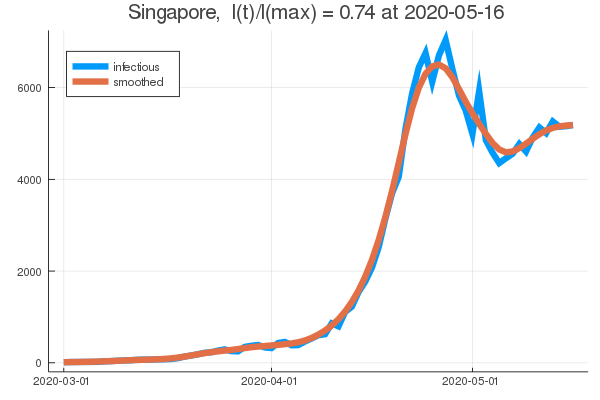 Singapore, I(t)/I(max) = 0.74 at 2020-05-16
infectious
smoothed
6000
4000
2000
0
2020-03-01 2020-04-01 2020-05-01